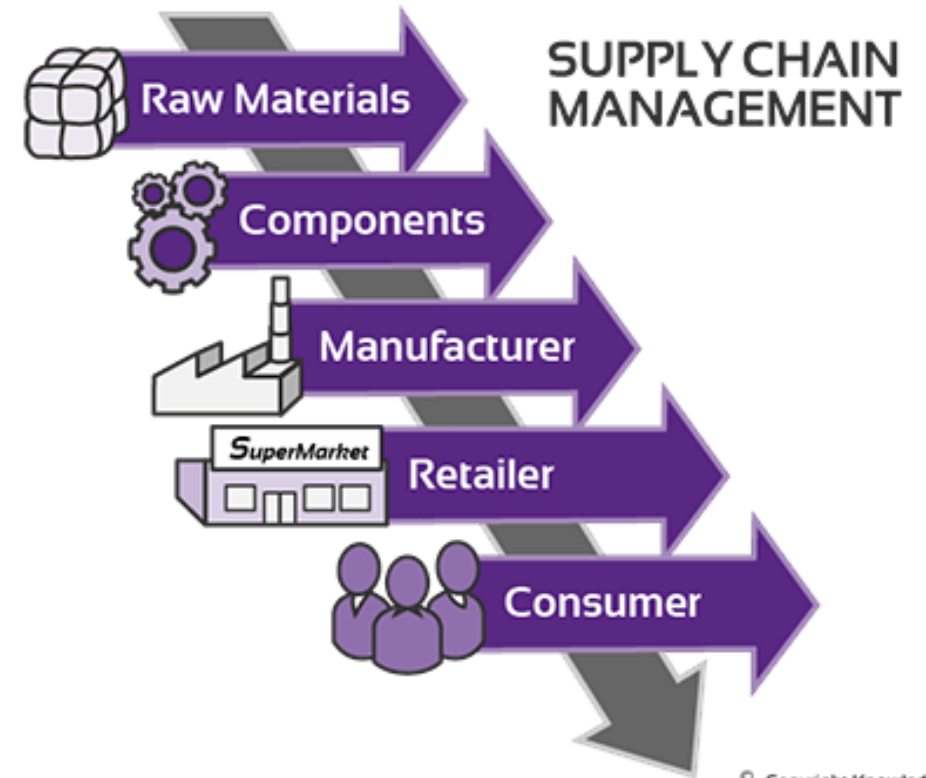 SUPPLY CHAIN
MANAGEMENT
Raw Materials
Components
Manufacturer
SuperMarket
Retailer
Consumer